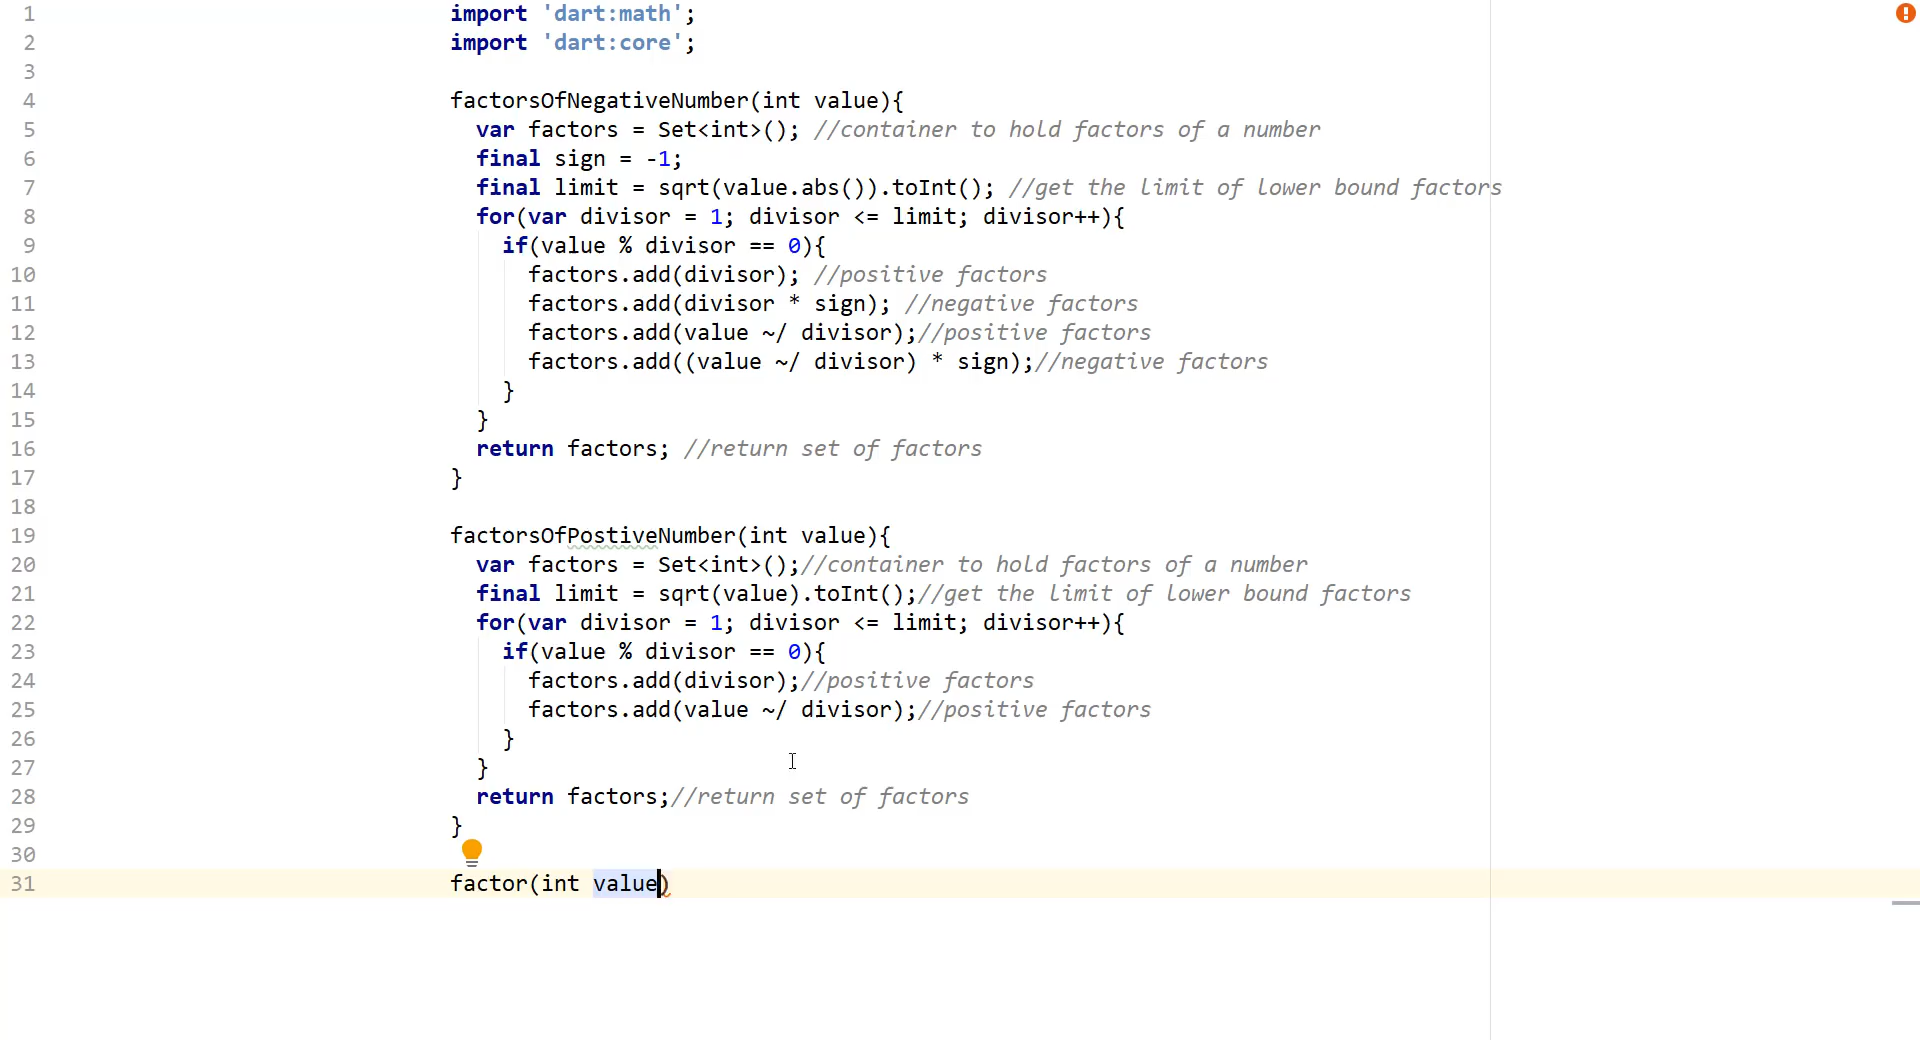 1 import 'dart:math';
2 import 'dart:core';
3
4 factorsOfNegativeNumber(int value){
5   var factors = Set<int>(); //container to hold factors of a number
6   final sign = -1;
7   final limit = sqrt(value.abs()).toInt(); //get the limit of lower bound factors
8   for(var divisor = 1; divisor <= limit; divisor++){
9     if(value % divisor == 0){
10       factors.add(divisor); //positive factors
11       factors.add(divisor * sign); //negative factors
12       factors.add(value ~/ divisor);//positive factors
13       factors.add((value ~/ divisor) * sign);//negative factors
14     }
15   }
16   return factors; //return set of factors
17 }
18
19 factorsOfPostiveNumber(int value){
20   var factors = Set<int>();//container to hold factors of a number
21   final limit = sqrt(value).toInt();//get the limit of lower bound factors
22   for(var divisor = 1; divisor <= limit; divisor++){
23     if(value % divisor == 0){
24       factors.add(divisor);//positive factors
25       factors.add(value ~/ divisor);//positive factors
26     }
27   }
28   return factors;//return set of factors
29 }
30
31 factor(int value)